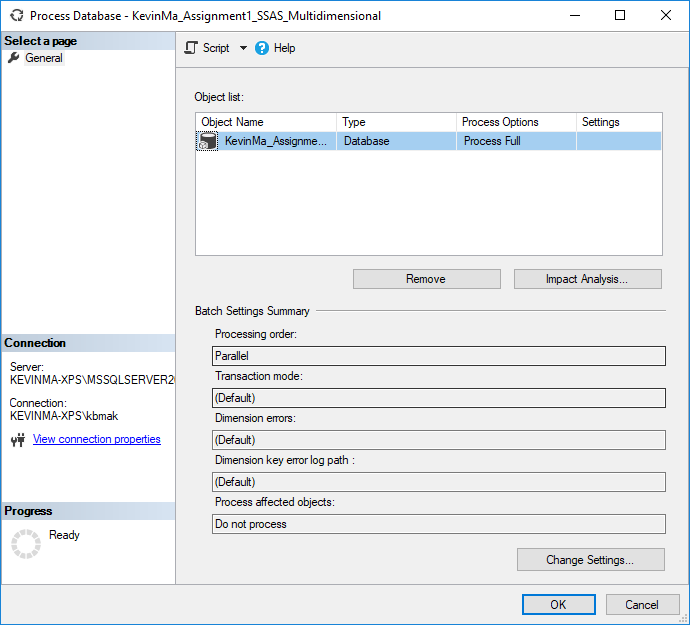 Process Database - KevinMa_Assignment1_SSAS_Multidimensional
Select a page
General
Script
Help
Object list:
Object Name Type Process Options Settings
KevinMa_Assignme... Database Process Full
Remove Impact Analysis...
Batch Settings Summary
Processing order:
Parallel
Transaction mode:
(Default)
Dimension errors:
(Default)
Dimension key error log path :
(Default)
Process affected objects:
Do not process
Change Settings...
Connection
Server:
KEVINMA-XPS\MSSQLSERVER20
Connection:
KEVINMA-XPS\kbmak
View connection properties
Progress
Ready
OK Cancel